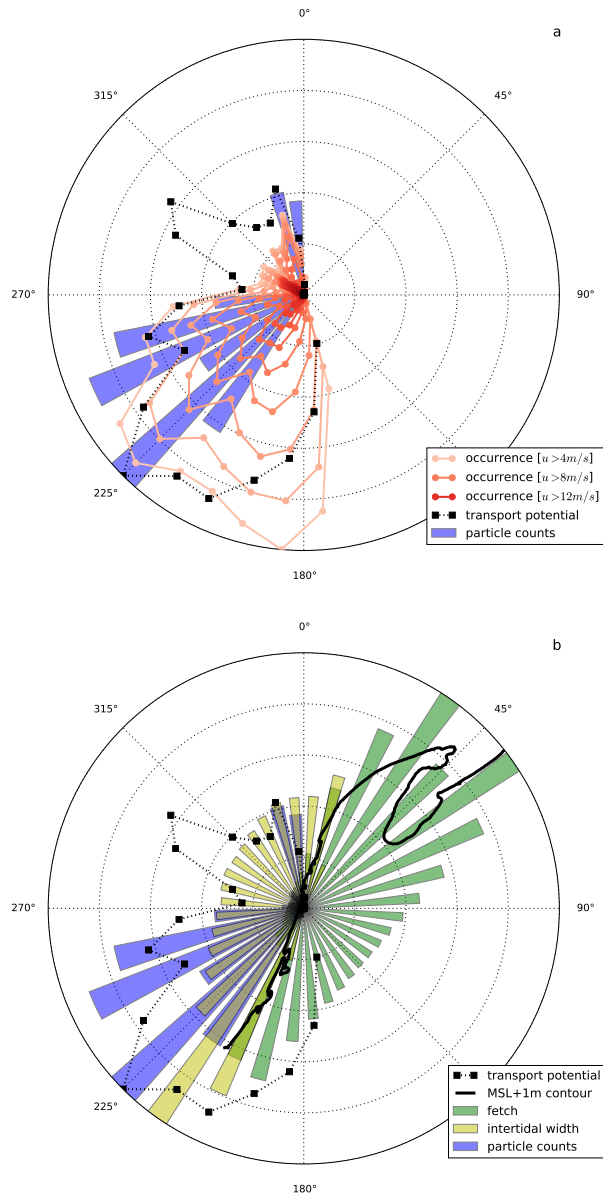 0°
a
315°
45°
270°
90°
225°
180°
occurrence [u >4m/s]
occurrence [u >8m/s]
occurrence [u >12m/s]
transport potential
particle counts
0°
b
315°
45°
270°
90°
225°
180°
transport potential
MSL+1m contour
fetch
intertidal width
particle counts